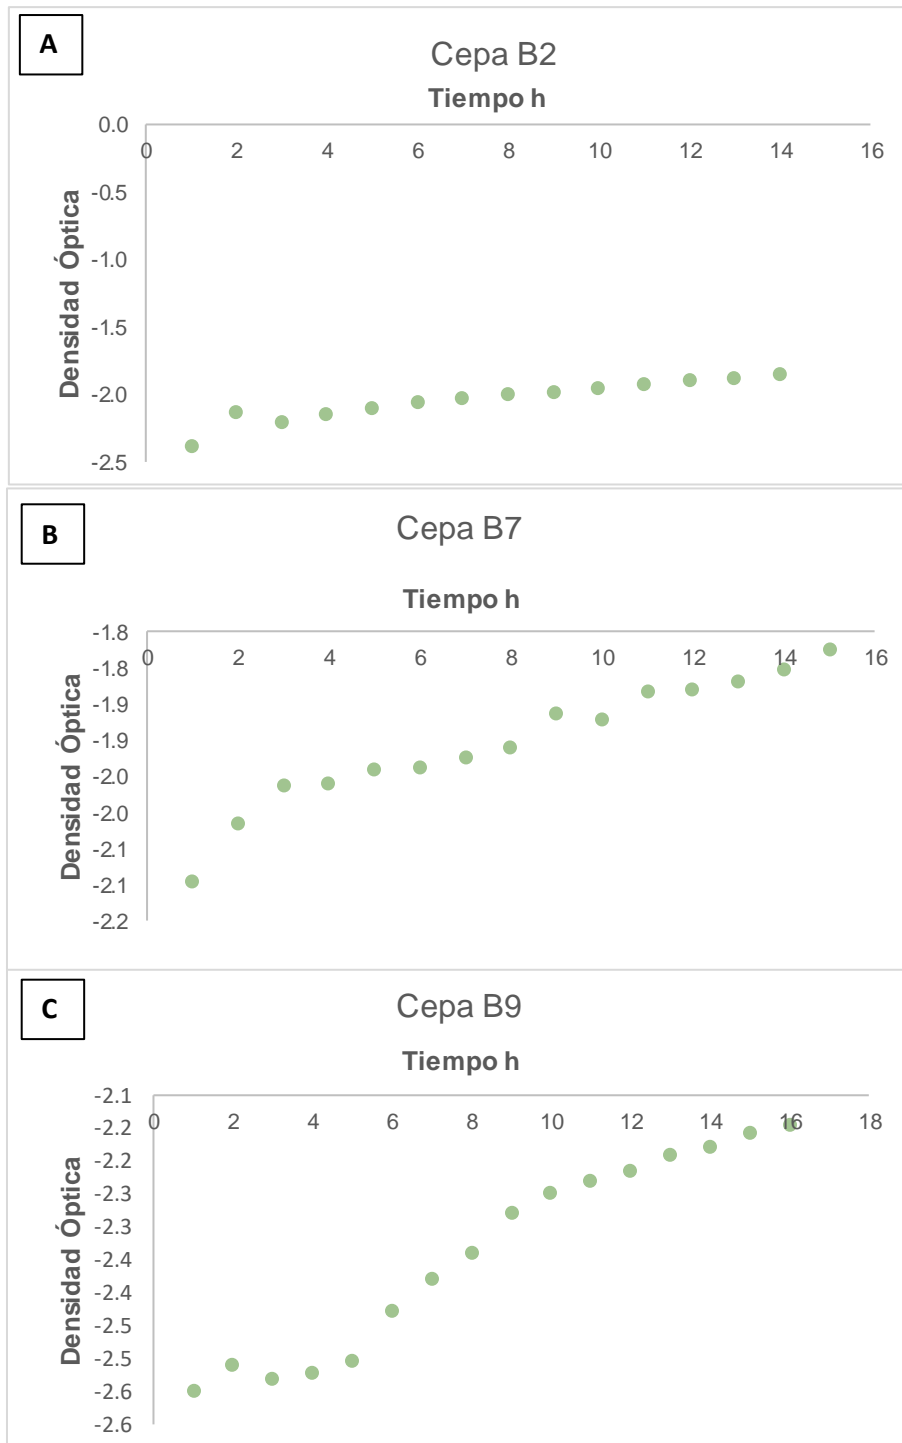 A
Cepa B2
Tiempo h
0.0
0 2 4 6 8 10 12 14 16
-0.5
-1.0
-1.5
-2.0
-2.5
Densidad Óptica
B
Cepa B7
Tiempo h
-1.8
0 2 4 6 8 10 12 14 16
-1.8
-1.9
-1.9
-2.0
-2.0
-2.1
-2.1
-2.2
Densidad Óptica
C
Cepa B9
Tiempo h
-2.1
0 2 4 6 8 10 12 14 16 18
-2.2
-2.2
-2.3
-2.3
-2.4
-2.4
-2.5
-2.5
-2.6
-2.6
Densidad Óptica